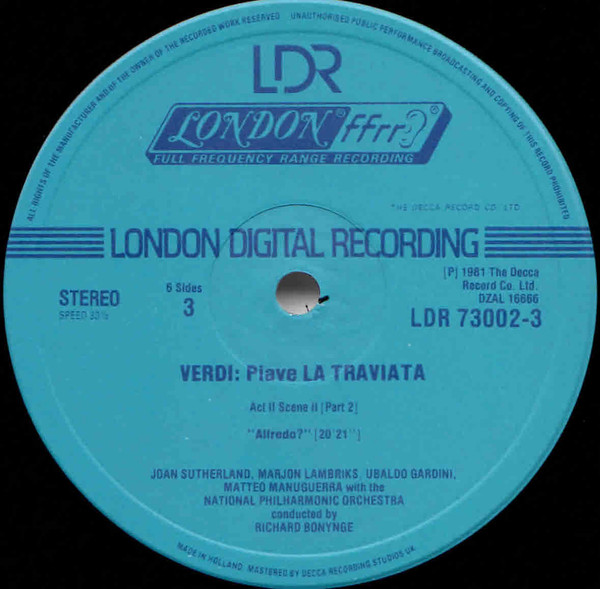 ALL RIGHTS OF THE MANUFACTURER AND OF THE OWNER OF THE RECORDED WORK RESERVED UNAUTHORISED PUBLIC PERFORMANCE BROADCASTING AND COPYING OF THIS RECORD PROHIBITED
LDR
LONDON® ffrr®
FULL FREQUENCY RANGE RECORDING
THE DECCA RECORD CO. LTD.
LONDON DIGITAL RECORDING
STEREO
SPEED 33⅓
6 Sides
3
[P] 1981 The Decca
Record Co. Ltd.
DZAL 16666
LDR 73002-3
VERDI: Piave LA TRAVIATA
Act II Scene II [Part 2]
"Alfredo?" [20'21'']
JOAN SUTHERLAND, MARJON LAMBRIKS, UBALDO GARDINI,
MATTEO MANUGUERRA with the
NATIONAL PHILHARMONIC ORCHESTRA
conducted by
RICHARD BONYNGE
MADE IN HOLLAND. MASTERED BY DECCA RECORDING STUDIOS UK.